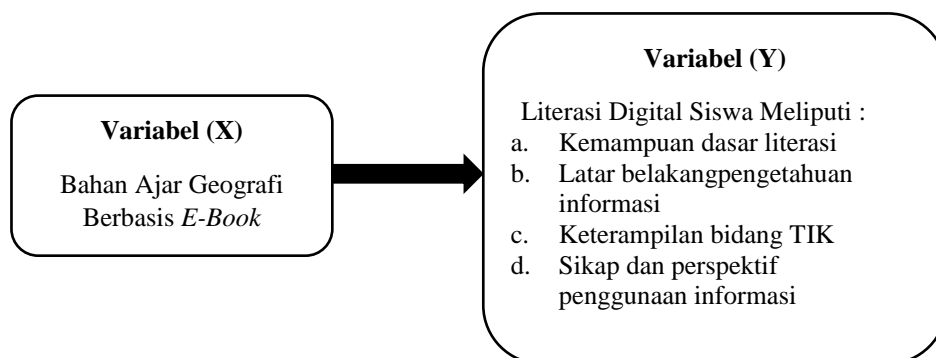 Variabel (X)
Bahan Ajar Geografi
Berbasis E-Book
Variabel (Y)
Literasi Digital Siswa Meliputi :
a. Kemampuan dasar literasi
b. Latar belakangpengetahuan
informasi
c. Keterampilan bidang TIK
d. Sikap dan perspektif
penggunaan informasi